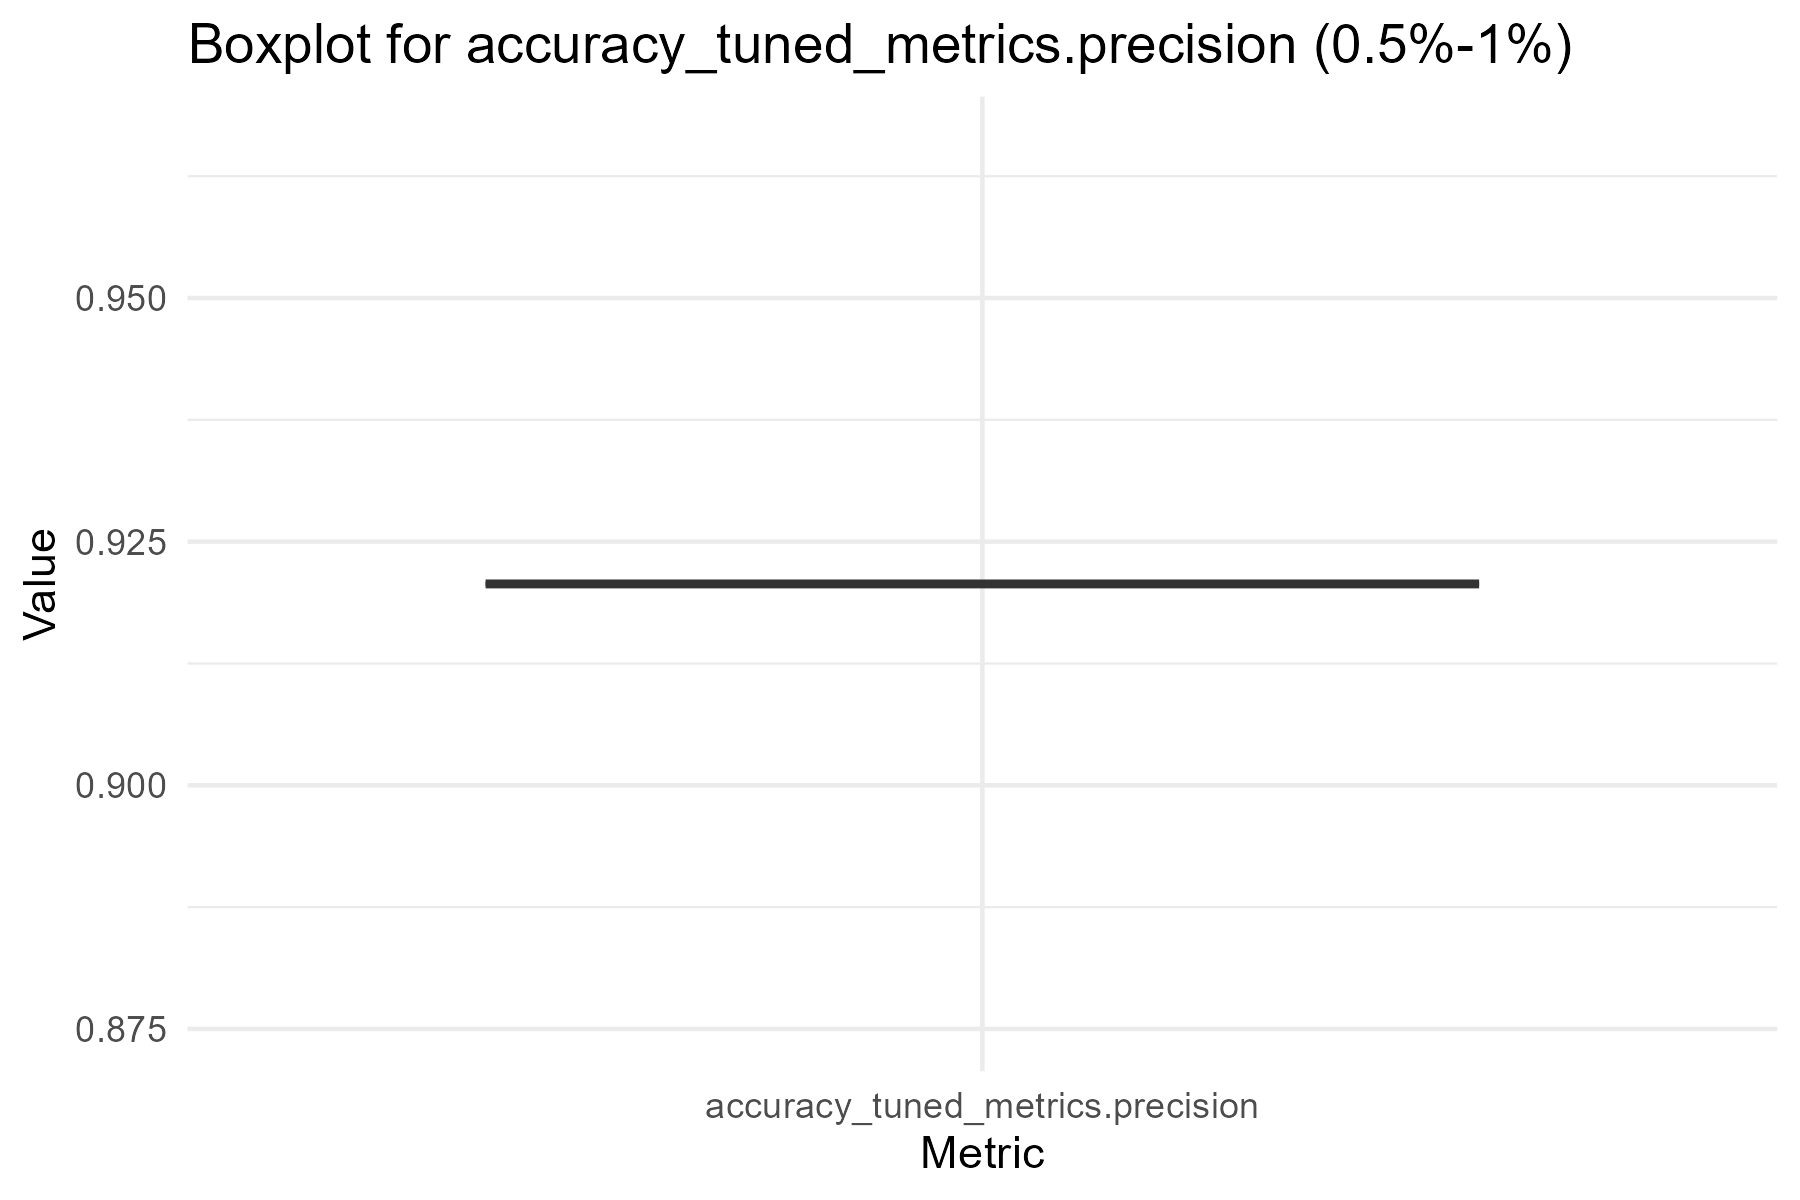 Boxplot for accuracy_tuned_metrics.precision (0.5%-1%)
Value
0.950
0.925
0.900
0.875
accuracy_tuned_metrics.precision
Metric